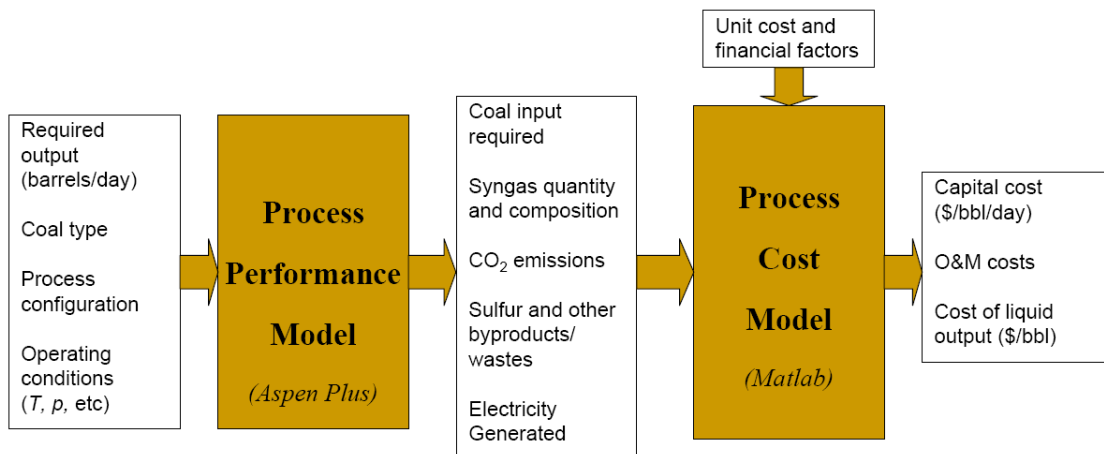 Unit cost and
financial factors
Required
output
(barrels/day)
Coal type
Process
configuration
Operating
conditions
(T, p, etc)
Process
Performance
Model
(Aspen Plus)
Coal input
required
Syngas quantity
and composition
CO₂ emissions
Sulfur and other
byproducts/
wastes
Electricity
Generated
Process
Cost
Model
(Matlab)
Capital cost
($/bbl/day)
O&M costs
Cost of liquid
output ($/bbl)